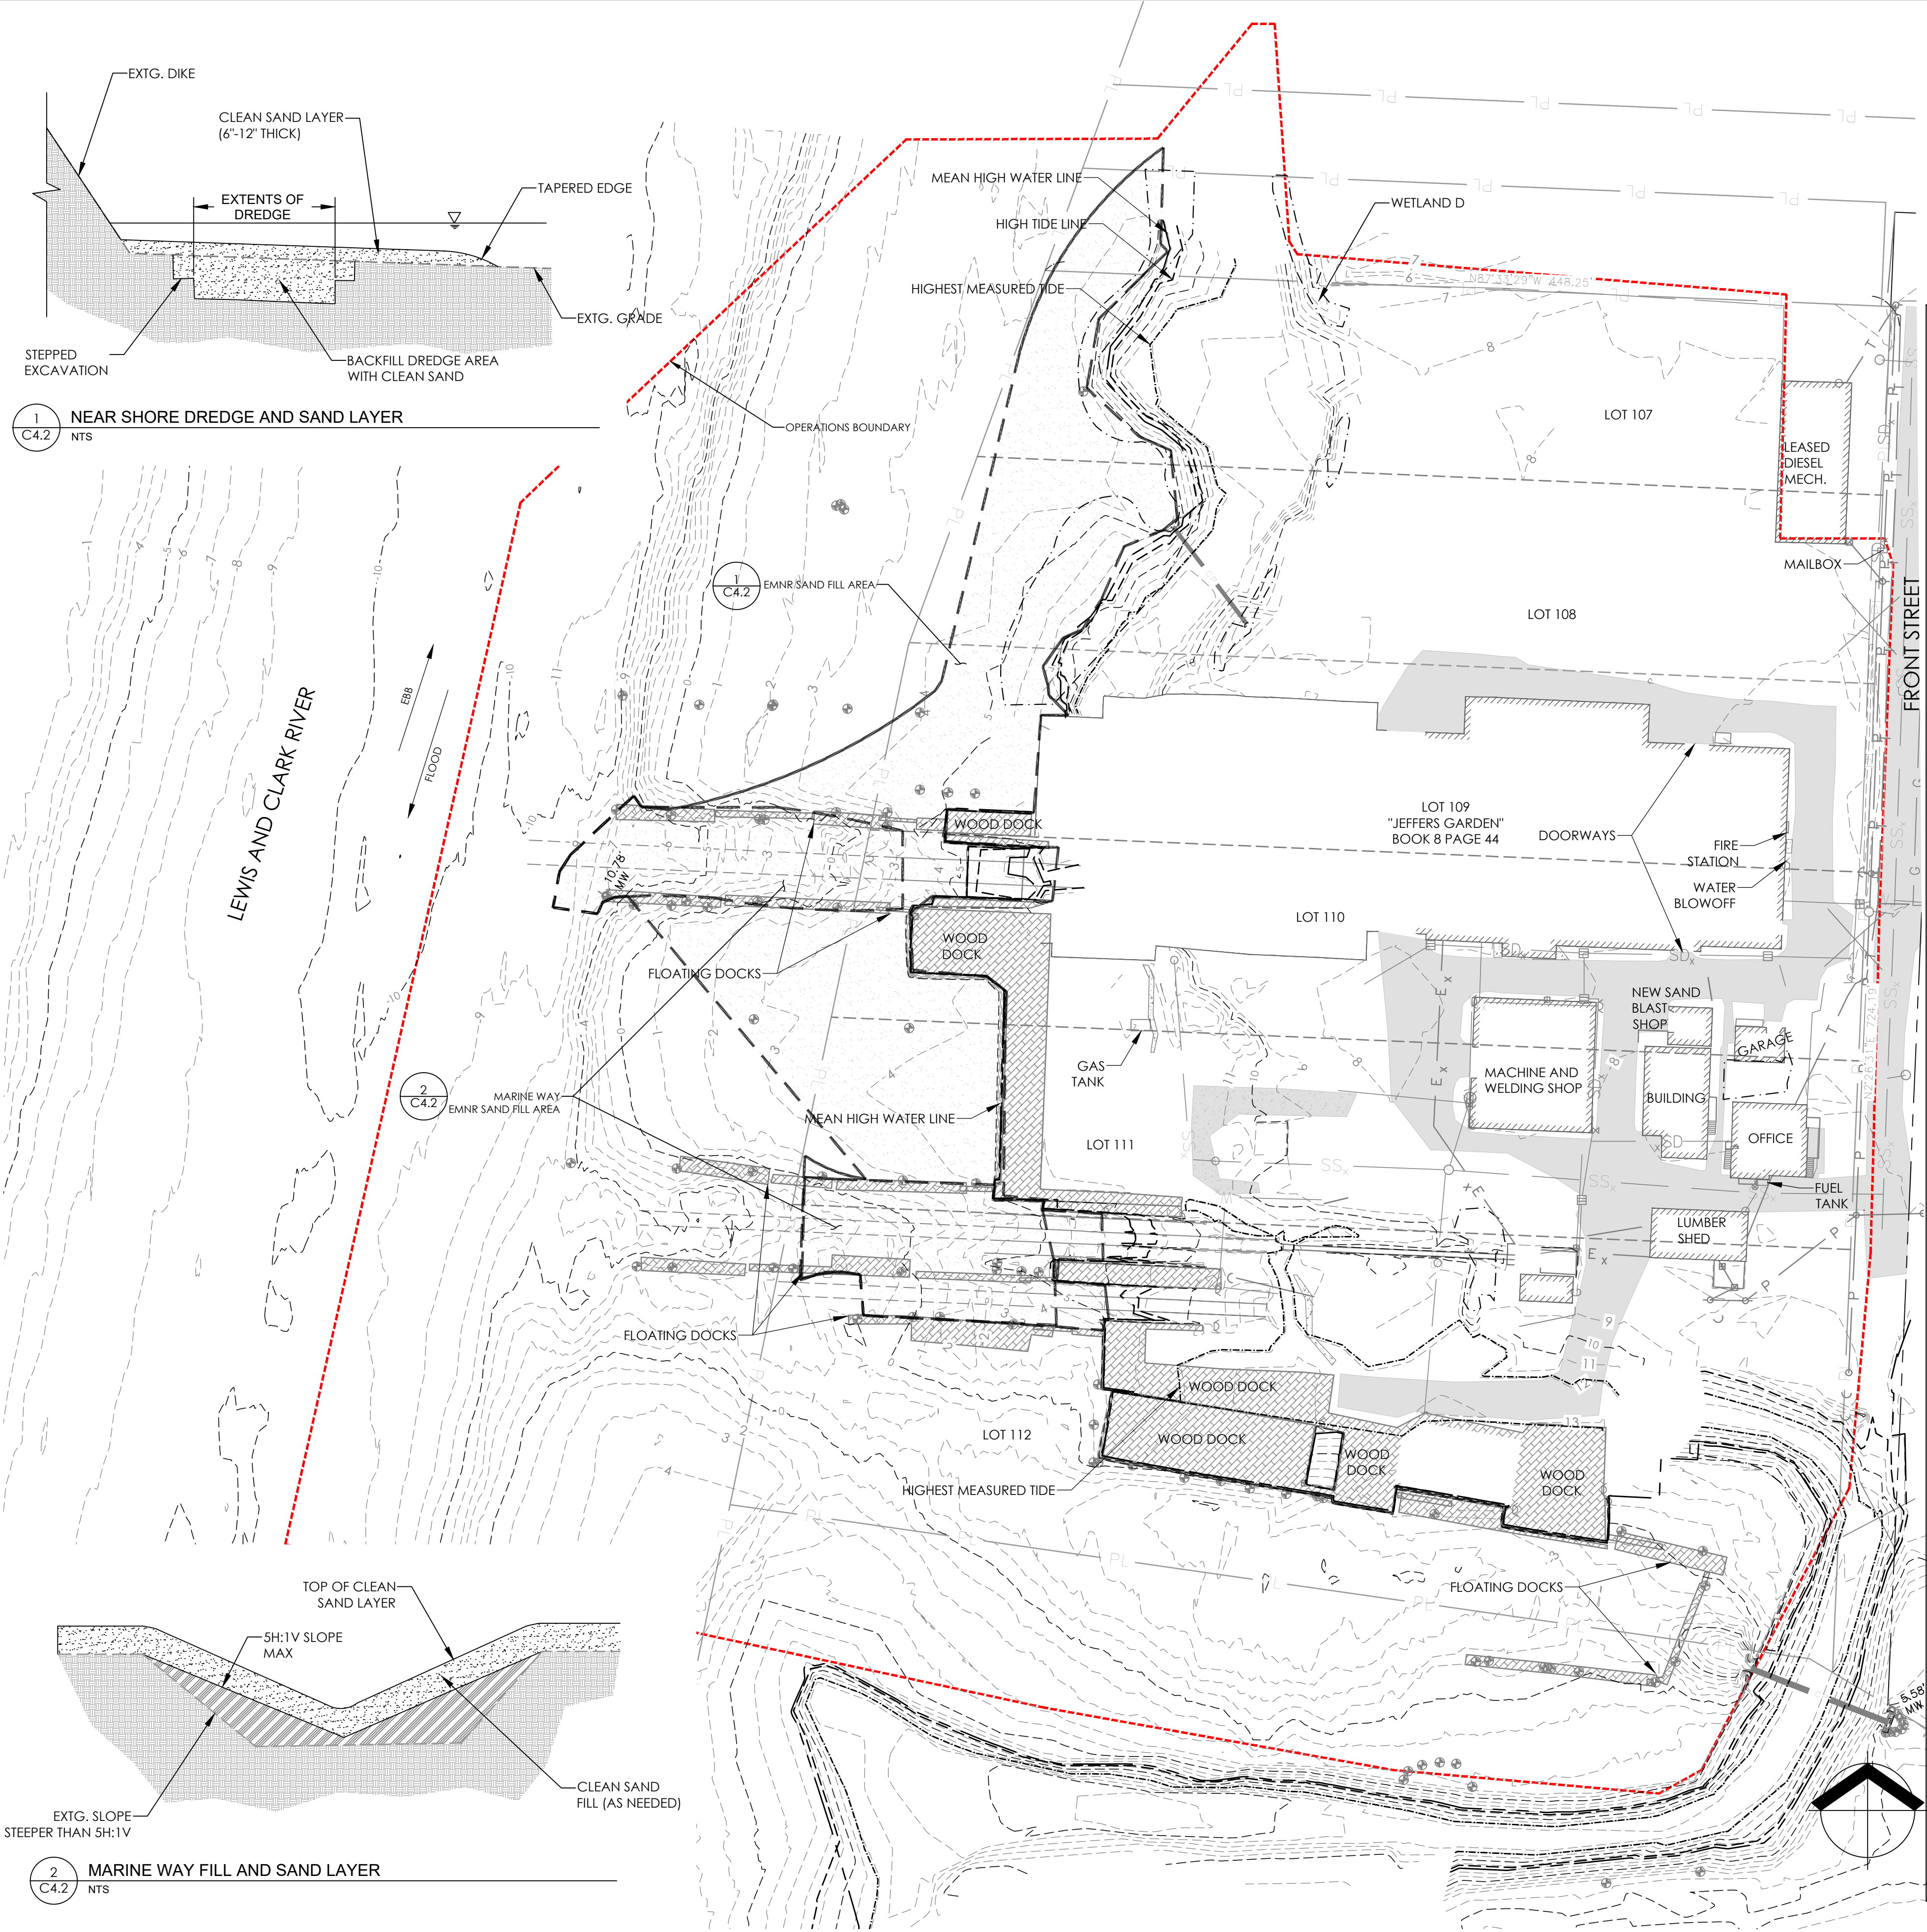 EXTG. DIKE
CLEAN SAND LAYER
(6"-12" THICK)
EXTENTS OF
DREDGE
TAPERED EDGE
EXTG. GRADE
STEPPED
EXCAVATION
BACKFILL DREDGE AREA
WITH CLEAN SAND
1
C4.2
NEAR SHORE DREDGE AND SAND LAYER
NTS
MEAN HIGH WATER LINE
HIGH TIDE LINE
HIGHEST MEASURED TIDE
WETLAND D
OPERATIONS BOUNDARY
LOT 107
LEASED
DIESEL
MECH.
MAILBOX
FRONT STREET
1
C4.2
EMNR SAND FILL AREA
LOT 108
LEWIS AND CLARK RIVER
EBB
FLOOD
LOT 109
"JEFFERS GARDEN"
BOOK 8 PAGE 44
DOORWAYS
FIRE
STATION
WATER
BLOWOFF
WOOD DOCK
10.78'
MW
LOT 110
WOOD
DOCK
FLOATING DOCKS
NEW SAND
BLAST
SHOP
GARAGE
GAS
TANK
MACHINE AND
WELDING SHOP
BUILDING
OFFICE
2
C4.2
MARINE WAY
EMNR SAND FILL AREA
MEAN HIGH WATER LINE
LOT 111
FUEL
TANK
LUMBER
SHED
FLOATING DOCKS
WOOD DOCK
WOOD DOCK
WOOD
DOCK
WOOD
DOCK
LOT 112
HIGHEST MEASURED TIDE
FLOATING DOCKS
5.58'
MW
TOP OF CLEAN
SAND LAYER
5H:1V SLOPE
MAX
CLEAN SAND
FILL (AS NEEDED)
EXTG. SLOPE
STEEPER THAN 5H:1V
2
C4.2
MARINE WAY FILL AND SAND LAYER
NTS